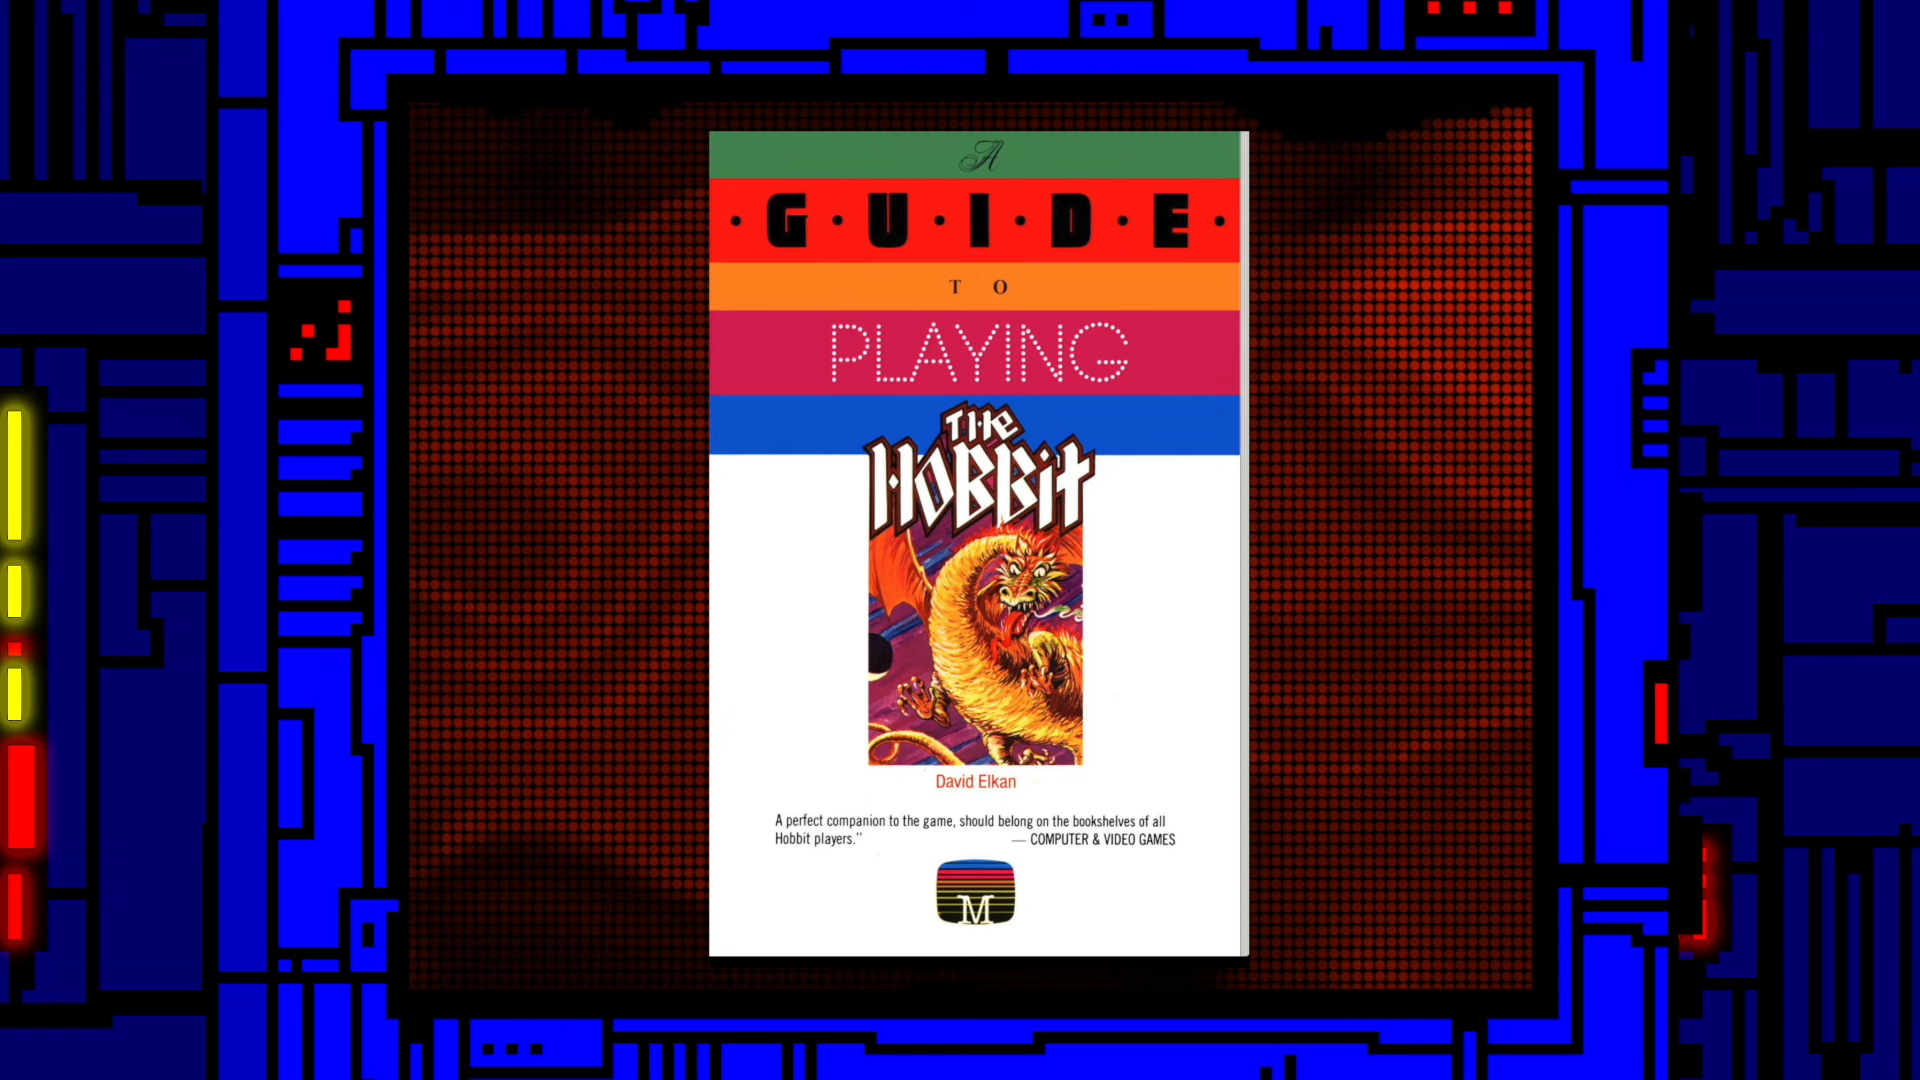 A
·G·U·I·D·E·
T O
PLAYING
THE
HOBBIT
David Elkan
A perfect companion to the game, should belong on the bookshelves of all
Hobbit players.” — COMPUTER & VIDEO GAMES
M